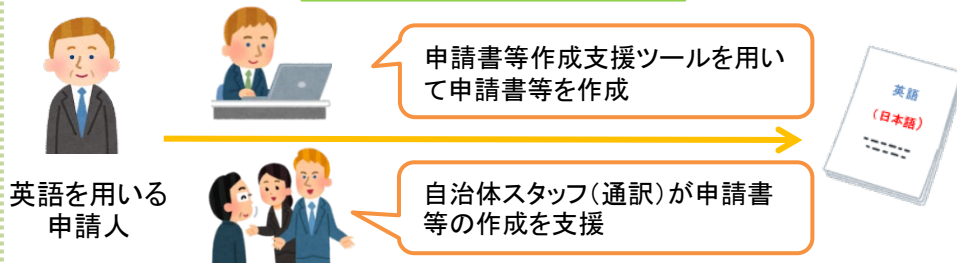 申請書等作成支援ツールを用い
て申請書等を作成
英語
(日本語)
英語を用いる
申請人
自治体スタッフ(通訳)が申請書
等の作成を支援